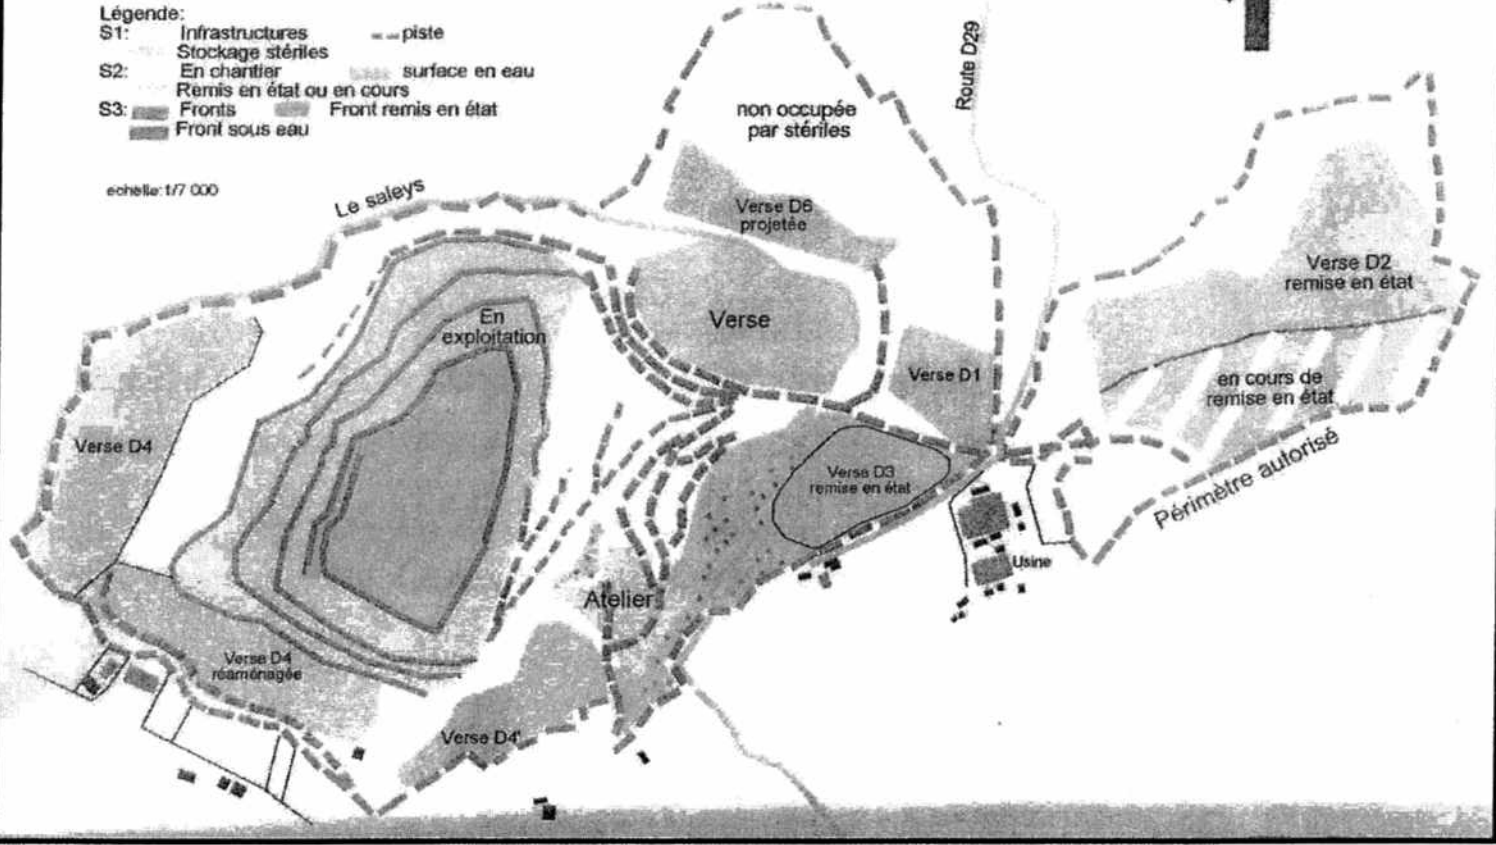 Légende:
S1: Infrastructures piste
Stockage stériles
S2: En chantier surface en eau
Remis en état ou en cours
S3: Fronts Front remis en état
Front sous eau
echelle: 1/7 000
Le saleys
Route D29
non occupée
par stériles
Verse D6
projetée
Verse D2
remise en état
En
exploitation
Verse
Verse D1
en cours de
remise en état
Verse D4
Verse D3
remise en état
Périmètre autorisé
Usine
Atelier
Verse D4
réaménagée
Verse D4'